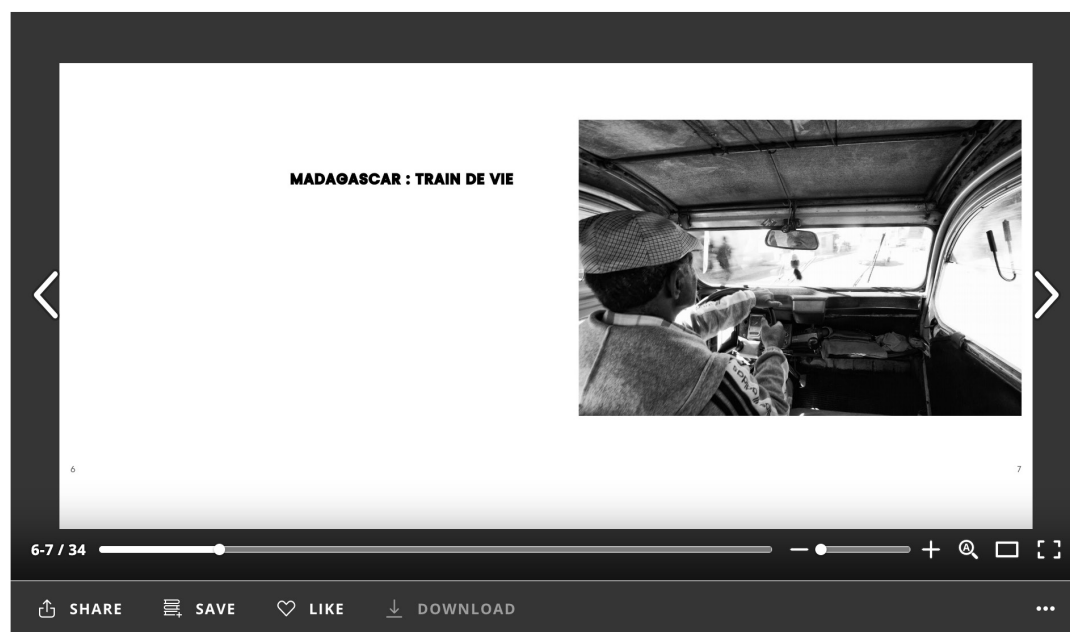 MADAGASCAR : TRAIN DE VIE
6
7
6-7 / 34
SHARE
SAVE
LIKE
DOWNLOAD